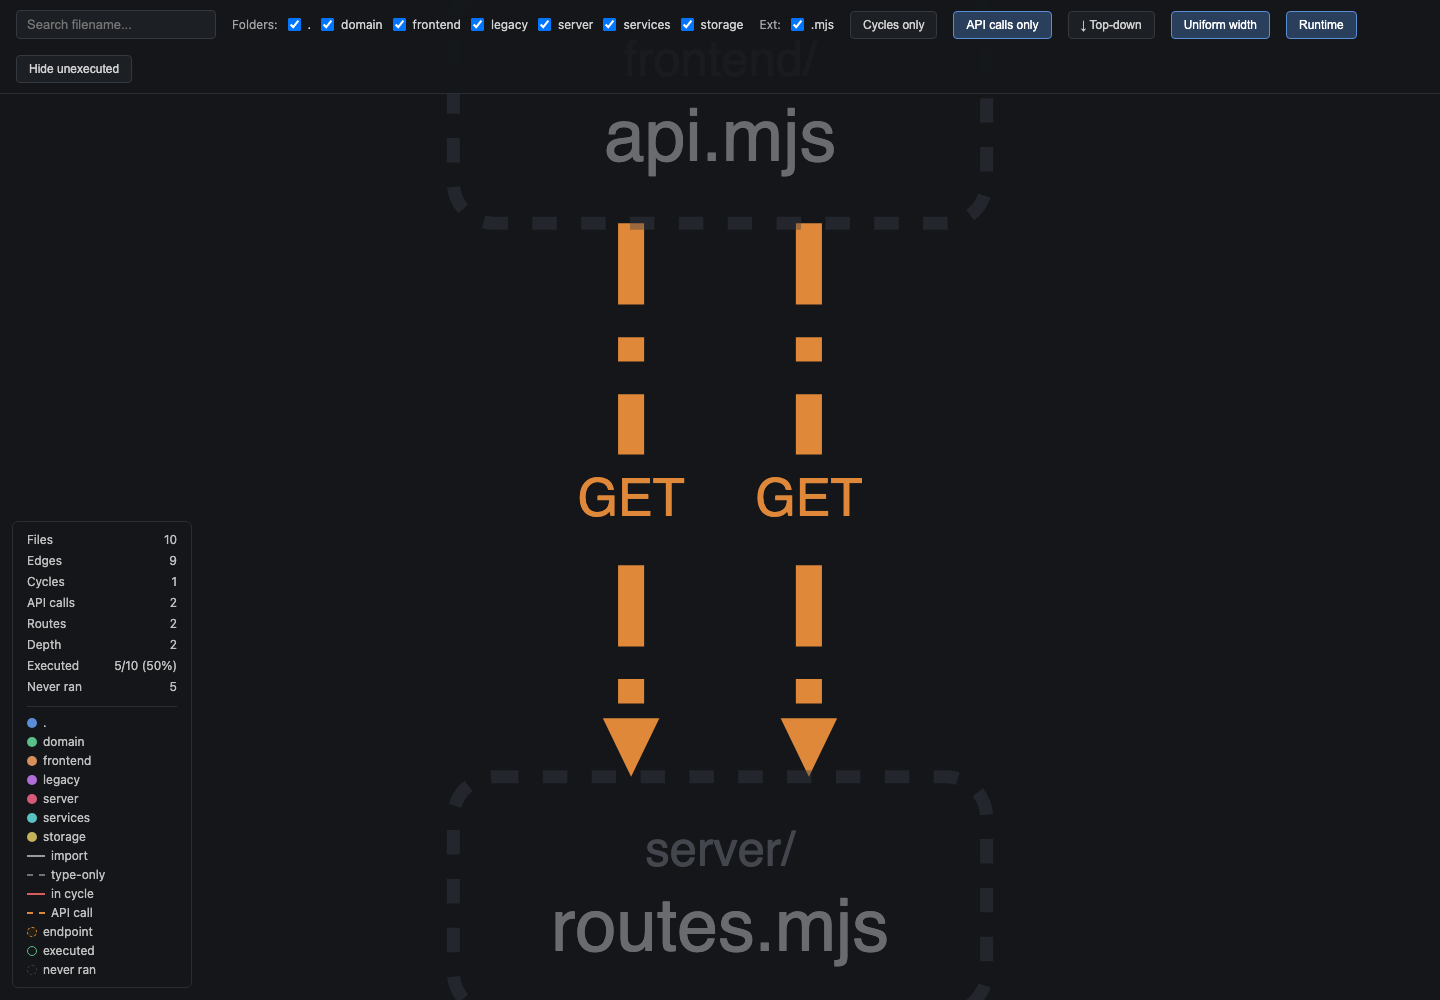 Search filename...
Folders: . domain frontend legacy server services storage Ext: .mjs Cycles only API calls only ↓ Top-down Uniform width Runtime
Hide unexecuted
frontend/
api.mjs
GET GET
server/
routes.mjs
Files 10
Edges 9
Cycles 1
API calls 2
Routes 2
Depth 2
Executed 5/10 (50%)
Never ran 5
.
domain
frontend
legacy
server
services
storage
import
type-only
in cycle
API call
endpoint
executed
never ran